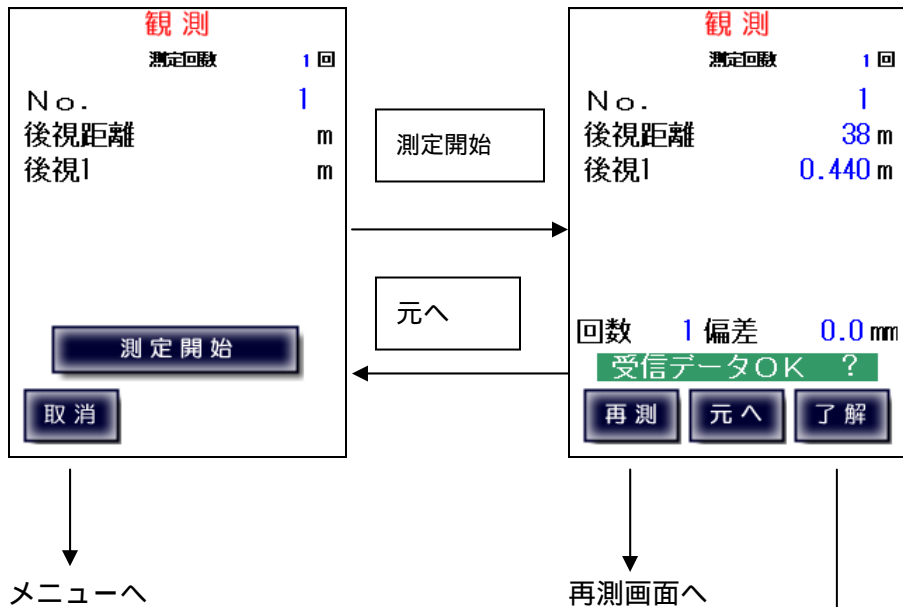 観測
測定回数 1回
No. 1
後視距離 m
後視1 m
測定開始
取消
メニューへ
測定開始
元へ
観測
測定回数 1回
No. 1
後視距離 38 m
後視1 0.440 m
回数 1 偏差 0.0 mm
受信データOK ?
再測 元へ 了解
再測画面へ